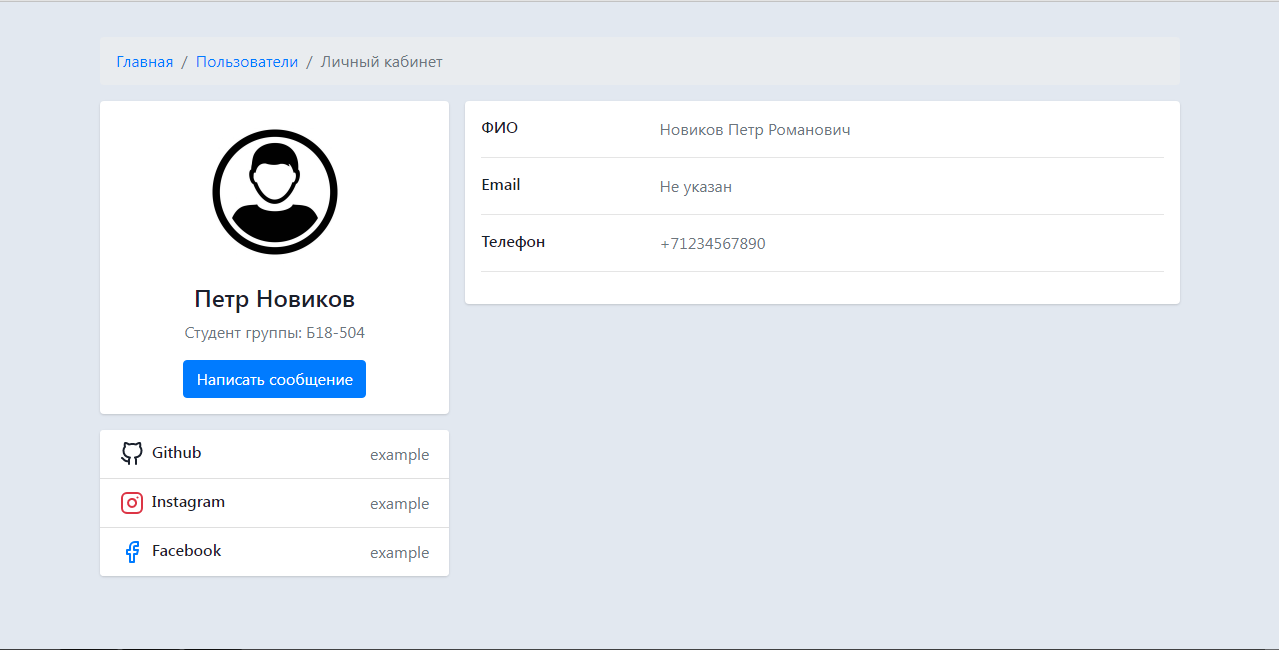 Главная / Пользователи / Личный кабинет
Петр Новиков
Студент группы: Б18-504
Написать сообщение
Github example
Instagram example
Facebook example
ФИО Новиков Петр Романович
Email Не указан
Телефон +71234567890